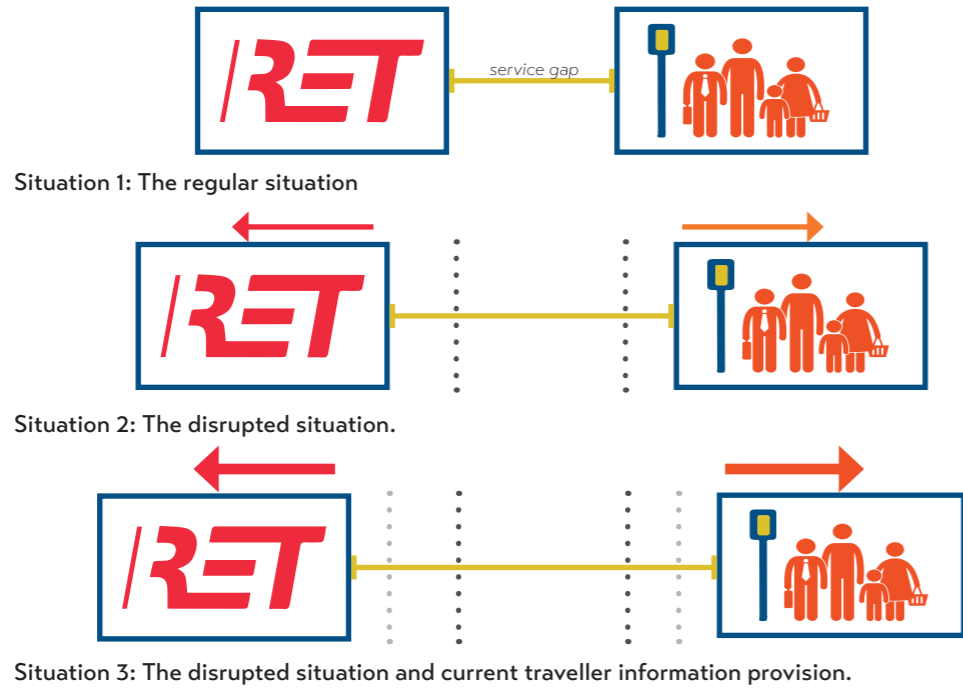 RET
service gap
Situation 1: The regular situation
RET
Situation 2: The disrupted situation.
RET
Situation 3: The disrupted situation and current traveller information provision.